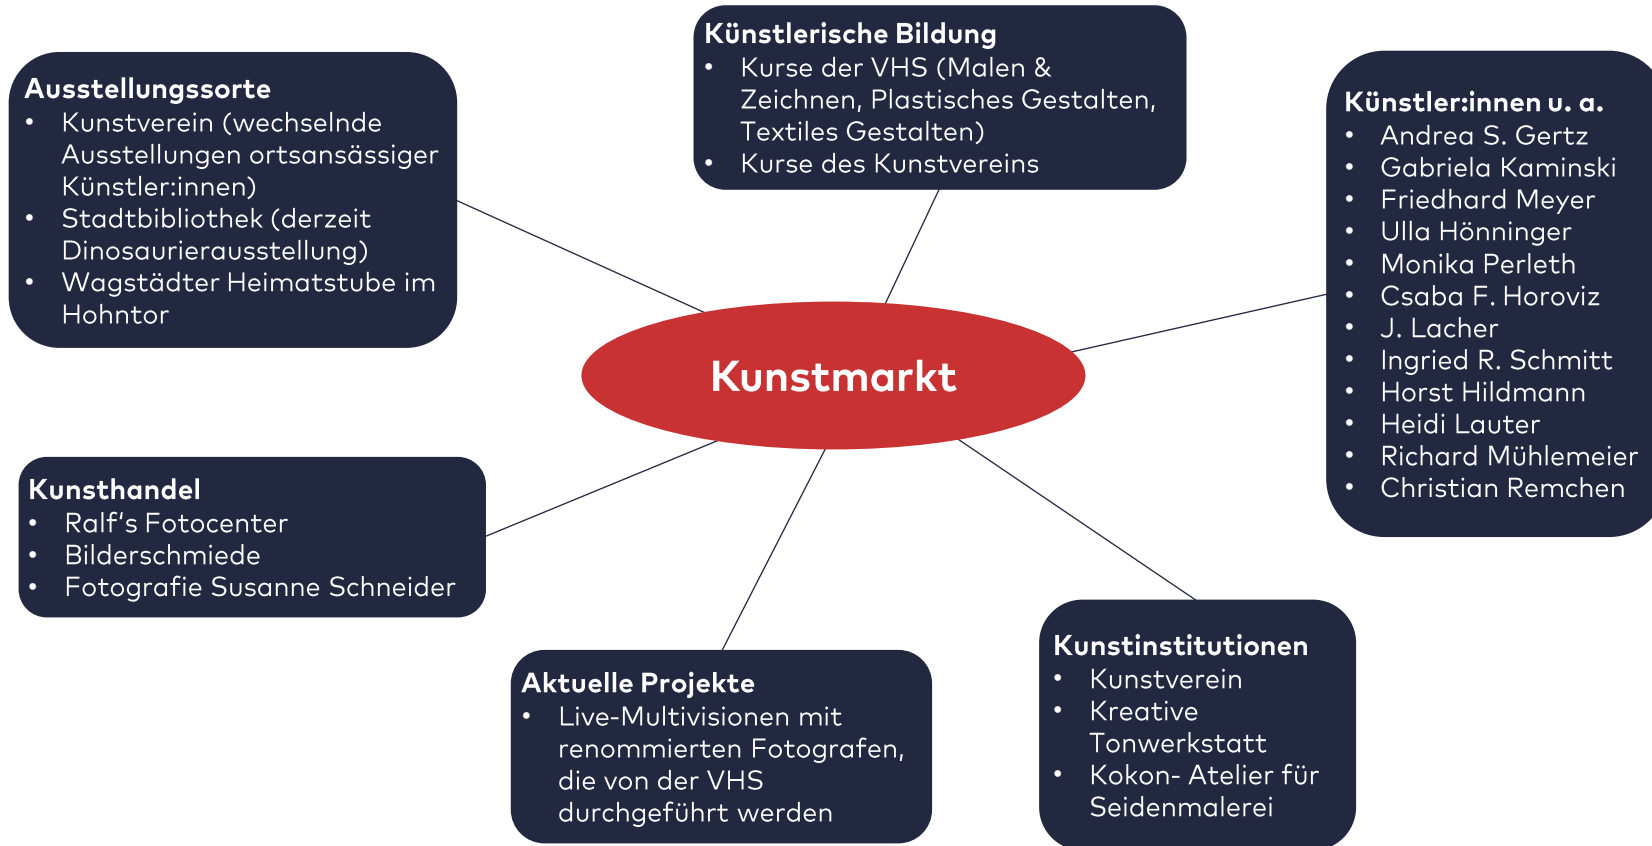 Künstlerische Bildung
• Kurse der VHS (Malen &
Zeichnen, Plastisches Gestalten,
Textiles Gestalten)
• Kurse des Kunstvereins
Ausstellungssorte
• Kunstverein (wechselnde
Ausstellungen ortsansässiger
Künstler:innen)
• Stadtbibliothek (derzeit
Dinosaurierausstellung)
• Wagstädter Heimatstube im
Hohntor
Künstler:innen u. a.
• Andrea S. Gertz
• Gabriela Kaminski
• Friedhard Meyer
• Ulla Hönninger
• Monika Perleth
• Csaba F. Horoviz
• J. Lacher
• Ingried R. Schmitt
• Horst Hildmann
• Heidi Lauter
• Richard Mühlemeier
• Christian Remchen
Kunstmarkt
Kunsthandel
• Ralf‘s Fotocenter
• Bilderschmiede
• Fotografie Susanne Schneider
Aktuelle Projekte
• Live-Multivisionen mit
renommierten Fotografen,
die von der VHS
durchgeführt werden
Kunstinstitutionen
• Kunstverein
• Kreative
Tonwerkstatt
• Kokon- Atelier für
Seidenmalerei